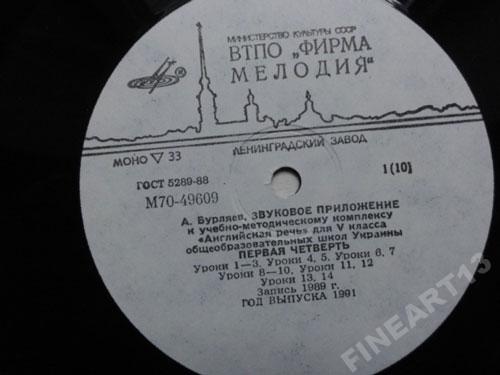 МИНИСТЕРСТВО КУЛЬТУРЫ СССР
ВТПО „ФИРМА
МЕЛОДИЯ“
ЛЕНИНГРАДСКИЙ ЗАВОД
МОНО ▽ 33
ГОСТ 5289-88
1 (10)
М70-49609
А. Бурляев, ЗВУКОВОЕ ПРИЛОЖЕНИЕ
к учебно-методическому комплексу
«Английская речь» для V класса
общеобразовательных школ Украины
ПЕРВАЯ ЧЕТВЕРТЬ
Уроки 1—3, Уроки 4, 5, Уроки 6, 7
Уроки 8—10, Уроки 11, 12
Уроки 13, 14
Запись 1989 г.
ГОД ВЫПУСКА 1991
FINEART13